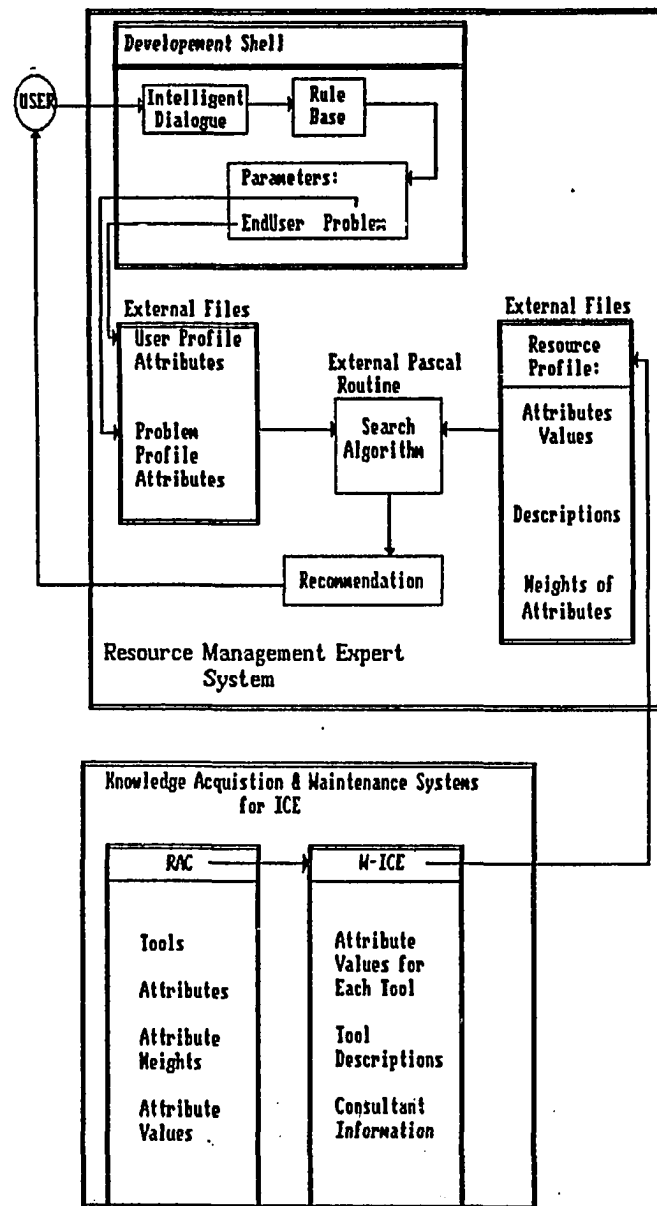 Developement Shell
USER
Intelligent
Dialogue
Rule
Base
Parameters:
EndUser Problem
External Files
User Profile
Attributes
Problem
Profile
Attributes
External Pascal
Routine
Search
Algorithm
Recommendation
External Files
Resource
Profile:
Attributes
Values
Descriptions
Weights of
Attributes
Resource Management Expert
System
Knowledge Acquistion & Maintenance Systems
for ICE
RAC
Tools
Attributes
Attribute
Weights
Attribute
Values
W-ICE
Attribute
Values for
Each Tool
Tool
Descriptions
Consultant
Information